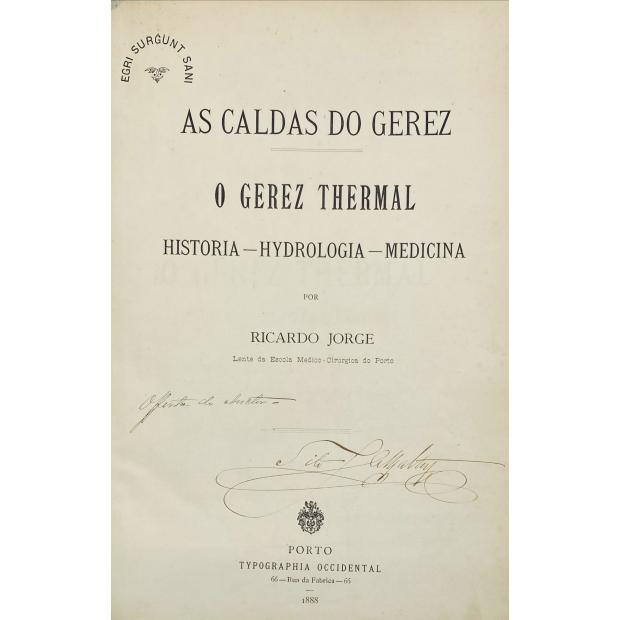 EGRI SURGUNT SANI
AS CALDAS DO GEREZ
O GEREZ THERMAL
HISTORIA — HYDROLOGIA — MEDICINA
POR
RICARDO JORGE
Lente da Escola Medico-Cirurgica do Porto
Offerta do
PORTO
TYPOGRAPHIA OCCIDENTAL
66 — Rua da Fabrica — 66
—
1888